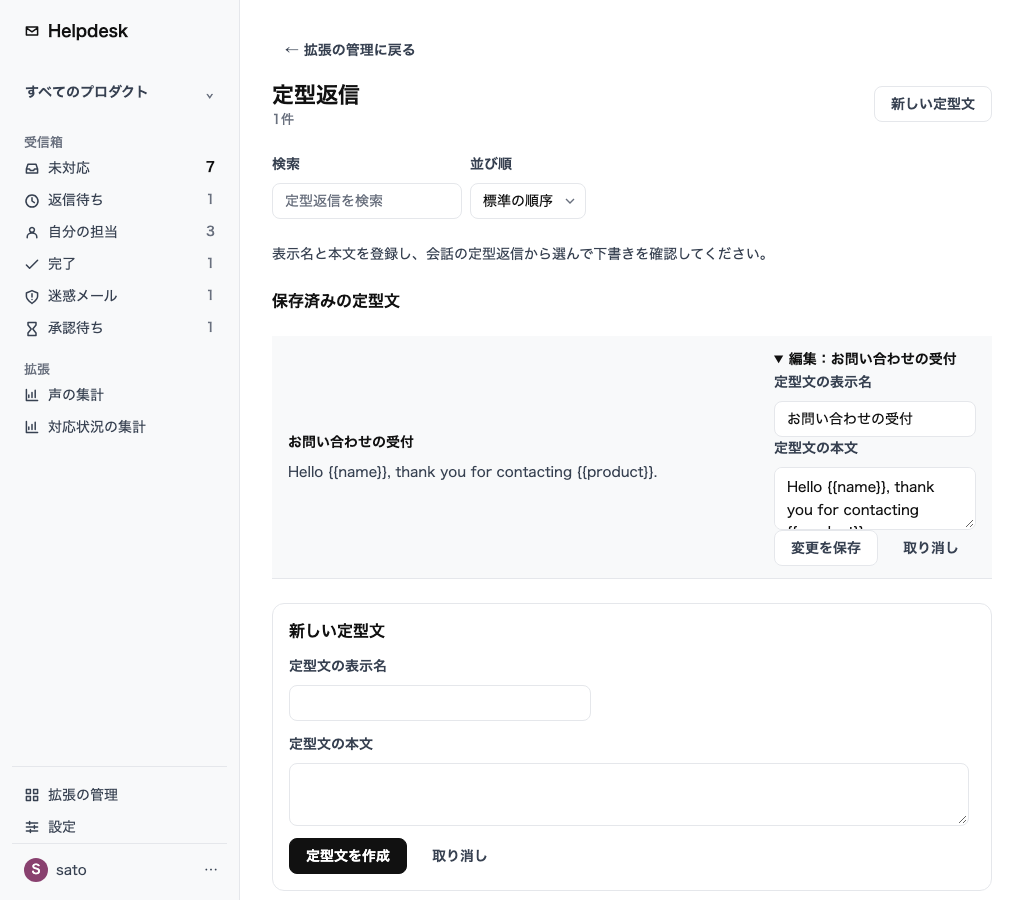 Helpdesk
すべてのプロダクト
受信箱
未対応 7
返信待ち 1
自分の担当 3
完了 1
迷惑メール 1
承認待ち 1
拡張
声の集計
対応状況の集計
拡張の管理
設定
S sato ...
← 拡張の管理に戻る
定型返信
1件
新しい定型文
検索
並び順
定型返信を検索
標準の順序
表示名と本文を登録し、会話の定型返信から選んで下書きを確認してください。
保存済みの定型文
お問い合わせの受付
Hello {{name}}, thank you for contacting {{product}}.
▼ 編集：お問い合わせの受付
定型文の表示名
お問い合わせの受付
定型文の本文
Hello {{name}}, thank
you for contacting
変更を保存
取り消し
新しい定型文
定型文の表示名
定型文の本文
定型文を作成
取り消し